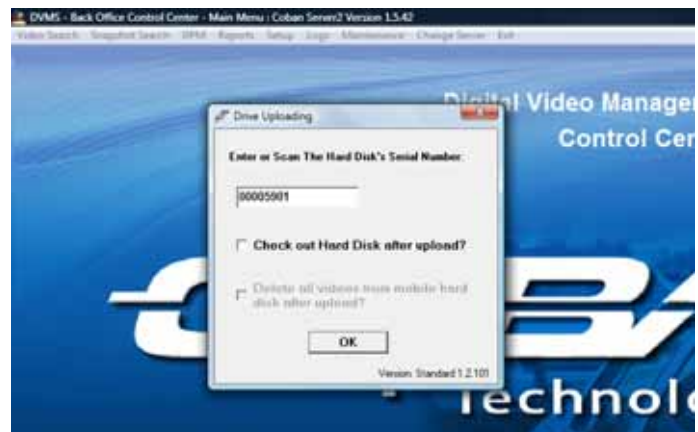 DVMS - Back Office Control Center - Main Menu : Coban Server2 Version 1.5.42
Video Search Snapshot Search DPM Reports Setup Logs Maintenance Change Server Exit
Digital Video Manage
Control Cen
Drive Uploading
Enter or Scan The Hard Disk's Serial Number:
00005901
Check out Hard Disk after upload?
Delete all videos from mobile hard
disk after upload?
OK
Version: Standard 1.2.101
BA
Technolo